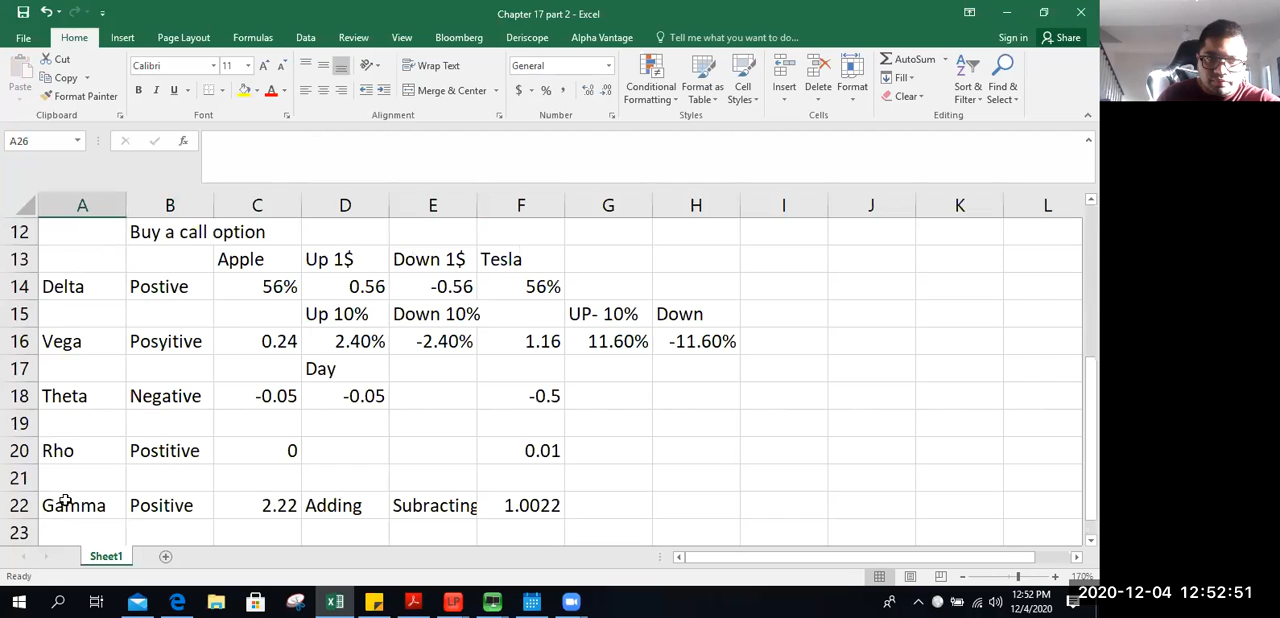 Chapter 17 part 2 - Excel
File Home Insert Page Layout Formulas Data Review View Bloomberg Deriscope Alpha Vantage Tell me what you want to do... Sign in Share
Cut
Copy
Format Painter
Paste
Clipboard
Calibri 11
B I U
Font
Wrap Text
Merge & Center
Alignment
General
$ % ,
Number
Conditional Formatting
Format as Table
Cell Styles
Styles
Insert Delete Format
Cells
AutoSum
Fill
Clear
Sort & Filter
Find & Select
Editing
A26
A B C D E F G H I J K L
12 Buy a call option
13 Apple Up 1$ Down 1$ Tesla
14 Delta Postive 56% 0.56 -0.56 56%
15 Up 10% Down 10% UP- 10% Down
16 Vega Posyitive 0.24 2.40% -2.40% 1.16 11.60% -11.60%
17 Day
18 Theta Negative -0.05 -0.05 -0.5
19
20 Rho Postitive 0 0.01
21
22 Gamma Positive 2.22 Adding Subracting 1.0022
23
Sheet1
Ready
170%
12:52 PM
12/4/2020
2020-12-04 12:52:51